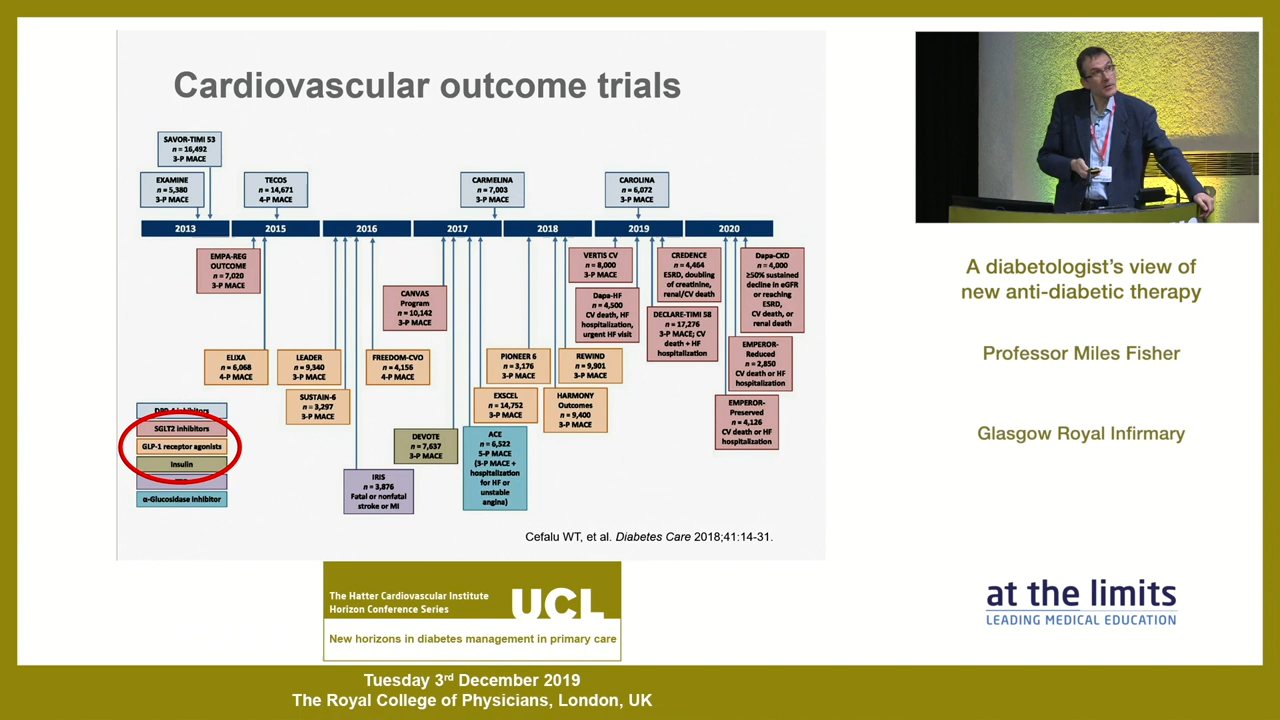 Cardiovascular outcome trials
SAVOR-TIMI 53
n = 16,492
3-P MACE
EXAMINE
n = 5,380
3-P MACE
TECOS
n = 14,671
4-P MACE
CARMELINA
n = 7,003
3-P MACE
CAROLINA
n = 6,072
3-P MACE
2013
2015
2016
2017
2018
2019
2020
EMPA-REG
OUTCOME
n = 7,020
3-P MACE
CANVAS
Program
n = 10,142
3-P MACE
VERTIS CV
n = 8,000
3-P MACE
Dapa-HF
n = 4,500
CV death, HF
hospitalization,
urgent HF visit
CREDENCE
n = 4,464
ESRD, doubling
of creatinine,
renal/CV death
DECLARE-TIMI 58
n = 17,276
3-P MACE; CV
death + HF
hospitalization
Dapa-CKD
n = 4,000
≥50% sustained
decline in eGFR
or reaching
ESRD,
CV death, or
renal death
EMPEROR-
Reduced
n = 2,850
CV death or HF
hospitalization
EMPEROR-
Preserved
n = 4,126
CV death or HF
hospitalization
ELIXA
n = 6,068
4-P MACE
LEADER
n = 9,340
3-P MACE
SUSTAIN-6
n = 3,297
3-P MACE
FREEDOM-CVO
n = 4,156
4-P MACE
PIONEER 6
n = 3,176
3-P MACE
REWIND
n = 9,901
3-P MACE
EXSCEL
n = 14,752
3-P MACE
HARMONY
Outcomes
n = 9,400
3-P MACE
DEVOTE
n = 7,637
3-P MACE
ACE
n = 6,522
5-P MACE
(3-P MACE +
hospitalization
for HF or
unstable
angina)
IRIS
n = 3,876
Fatal or nonfatal
stroke or MI
inhibitors
SGLT2 inhibitors
GLP-1 receptor agonists
Insulin
α-Glucosidase inhibitor
Cefalu WT, et al. Diabetes Care 2018;41:14-31.
A diabetologist's view of
new anti-diabetic therapy
Professor Miles Fisher
Glasgow Royal Infirmary
at the limits
LEADING MEDICAL EDUCATION
The Hatter Cardiovascular Institute
Horizon Conference Series
UCL
New horizons in diabetes management in primary care
Tuesday 3rd December 2019
The Royal College of Physicians, London, UK